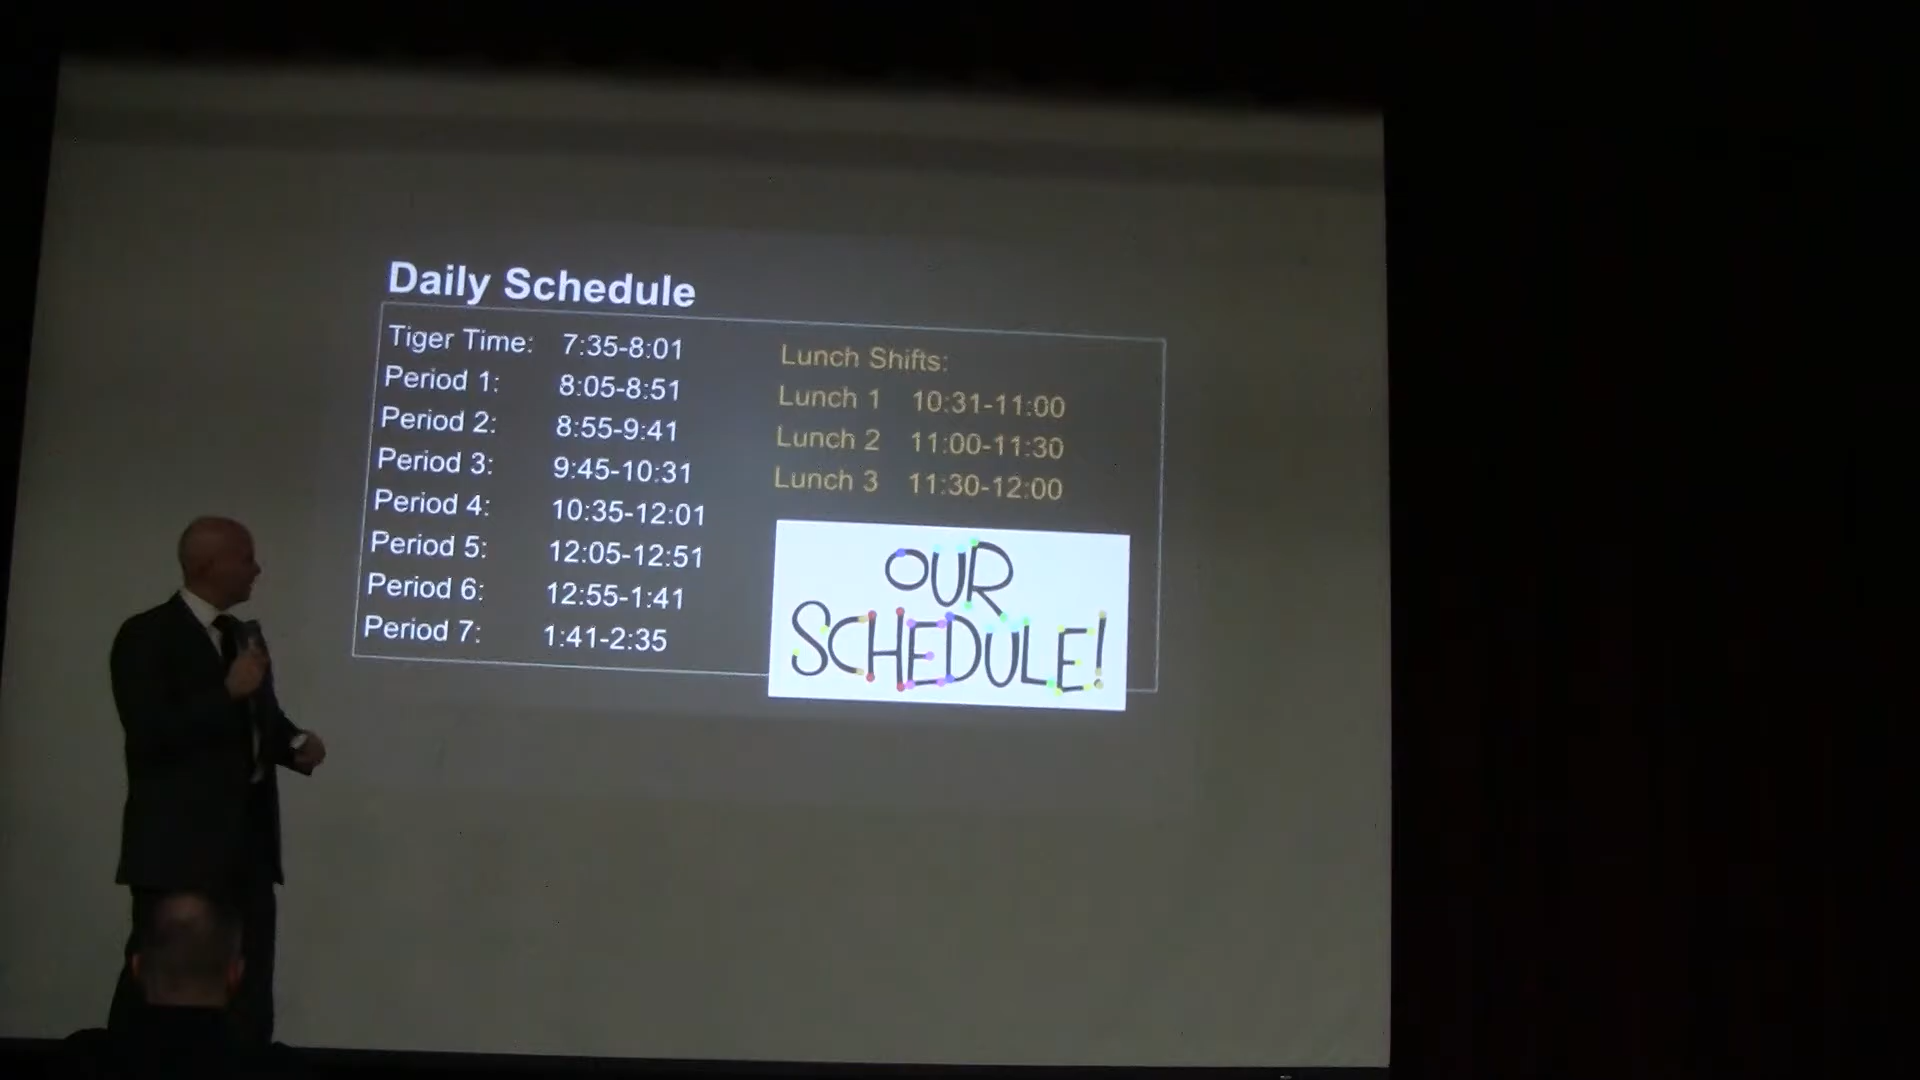 Daily Schedule
Tiger Time: 7:35-8:01
Period 1: 8:05-8:51
Period 2: 8:55-9:41
Period 3: 9:45-10:31
Period 4: 10:35-12:01
Period 5: 12:05-12:51
Period 6: 12:55-1:41
Period 7: 1:41-2:35
Lunch Shifts:
Lunch 1 10:31-11:00
Lunch 2 11:00-11:30
Lunch 3 11:30-12:00
OUR
SCHEDULE!